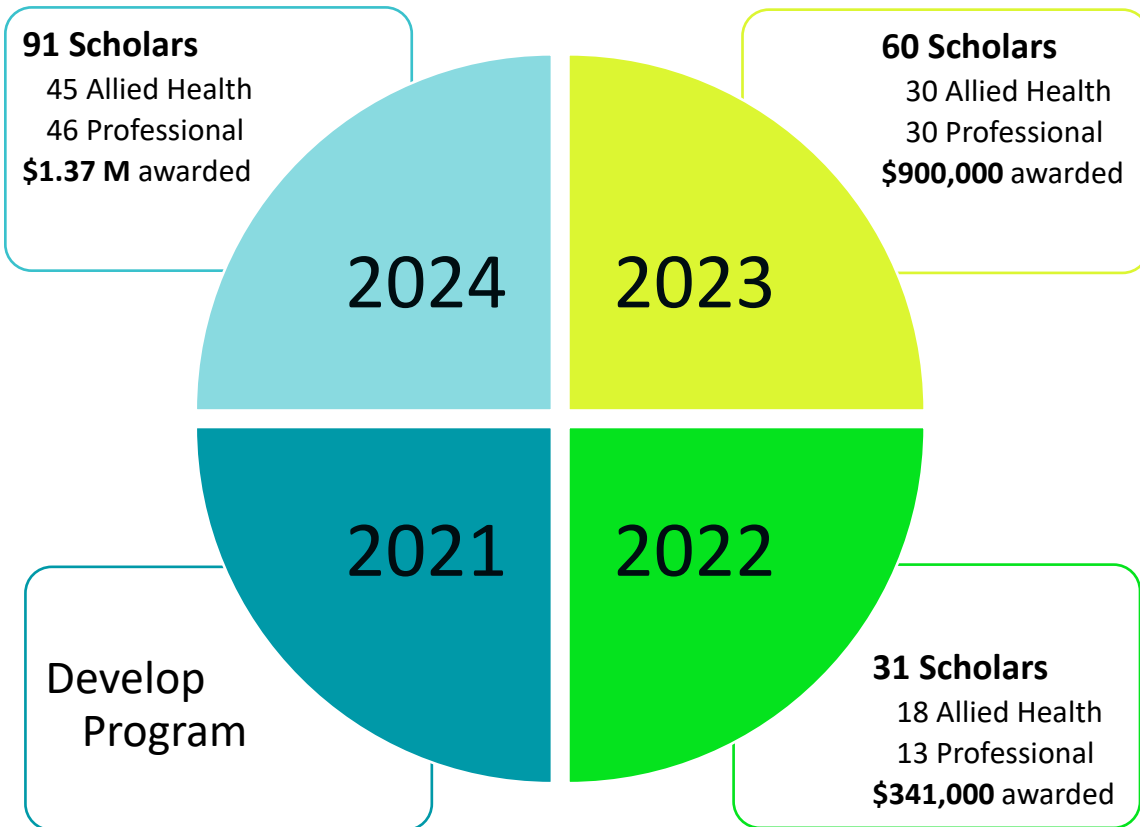 91 Scholars
45 Allied Health
46 Professional
$1.37 M awarded
60 Scholars
30 Allied Health
30 Professional
$900,000 awarded
2024
2023
2021
2022
Develop
Program
31 Scholars
18 Allied Health
13 Professional
$341,000 awarded